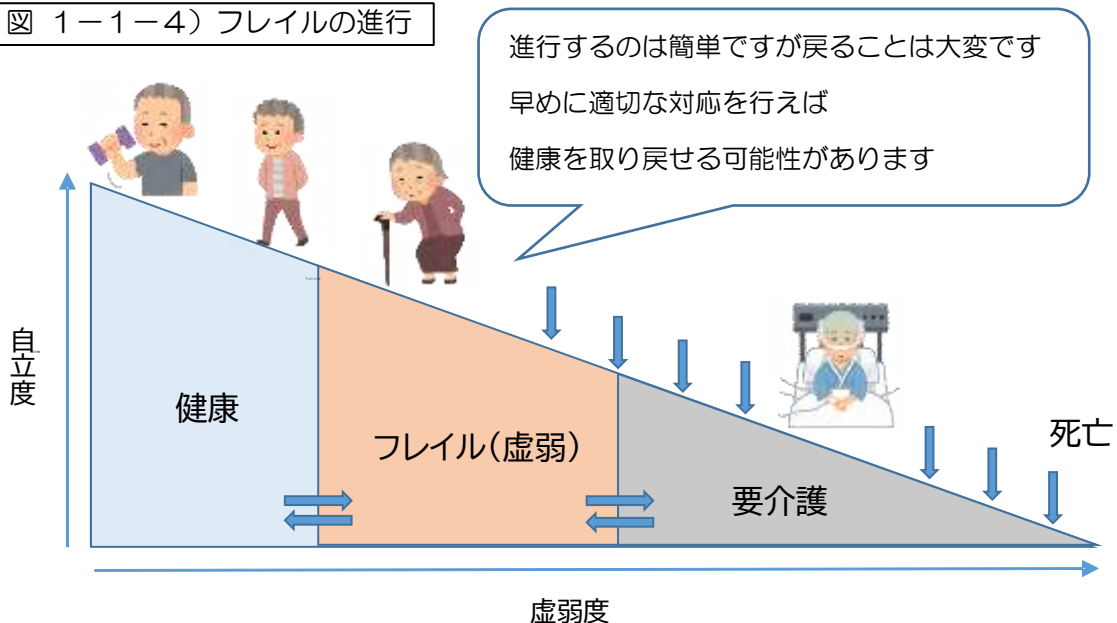 図 1-1-4）フレイルの進行
進行するのは簡単ですが戻ることは大変です
早めに適切な対応を行えば
健康を取り戻せる可能性があります
自立度
健康
フレイル(虚弱)
要介護
死亡
虚弱度